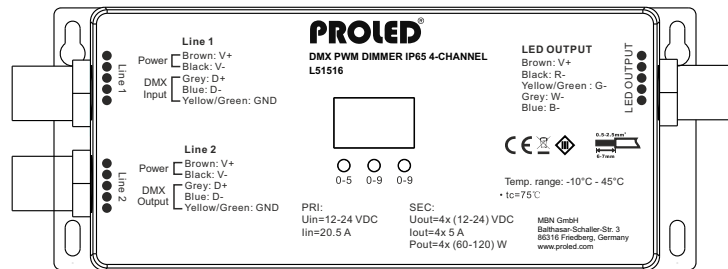 PROLED®
DMX PWM DIMMER IP65 4-CHANNEL
L51516
Line 1
Line 1
Power
Brown: V+
Black: V-
DMX
Input
Grey: D+
Blue: D-
Yellow/Green: GND
Line 2
Line 2
Power
Brown: V+
Black: V-
DMX
Output
Grey: D+
Blue: D-
Yellow/Green: GND
0-5 0-9 0-9
PRI:
Uin=12-24 VDC
Iin=20.5 A
SEC:
Uout=4x (12-24) VDC
Iout=4x 5 A
Pout=4x (60-120) W
LED OUTPUT
Brown: V+
Black: R-
Yellow/Green : G-
Grey: W-
Blue: B-
LED OUTPUT
CE
III
0.5-2.5mm²
6-7mm
Temp. range: -10°C - 45°C
• tc=75℃
MBN GmbH
Balthasar-Schaller-Str. 3
86316 Friedberg, Germany
www.proled.com